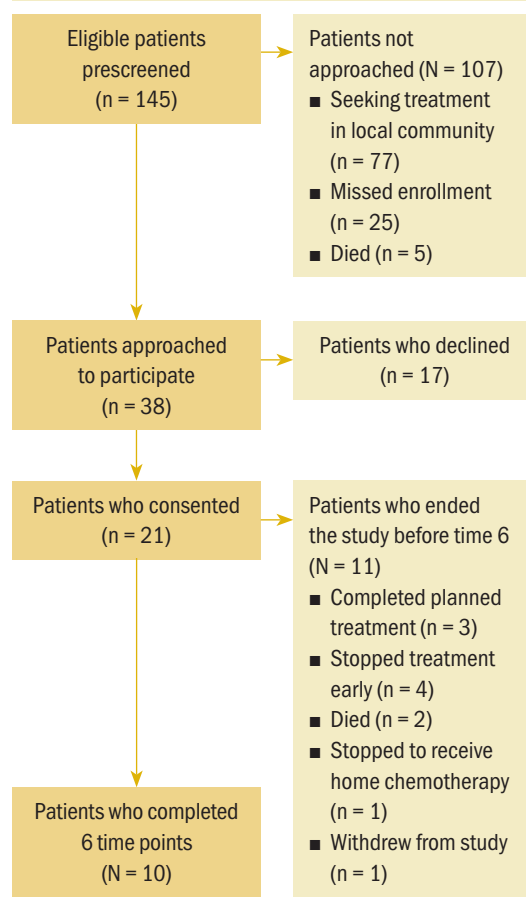 Eligible patients
prescreened
(n = 145)
Patients not
approached (N = 107)
■ Seeking treatment
in local community
(n = 77)
■ Missed enrollment
(n = 25)
■ Died (n = 5)
Patients approached
to participate
(n = 38)
Patients who declined
(n = 17)
Patients who consented
(n = 21)
Patients who ended
the study before time 6
(N = 11)
■ Completed planned
treatment (n = 3)
■ Stopped treatment
early (n = 4)
■ Died (n = 2)
■ Stopped to receive
home chemotherapy
(n = 1)
■ Withdrew from study
(n = 1)
Patients who completed
6 time points
(N = 10)